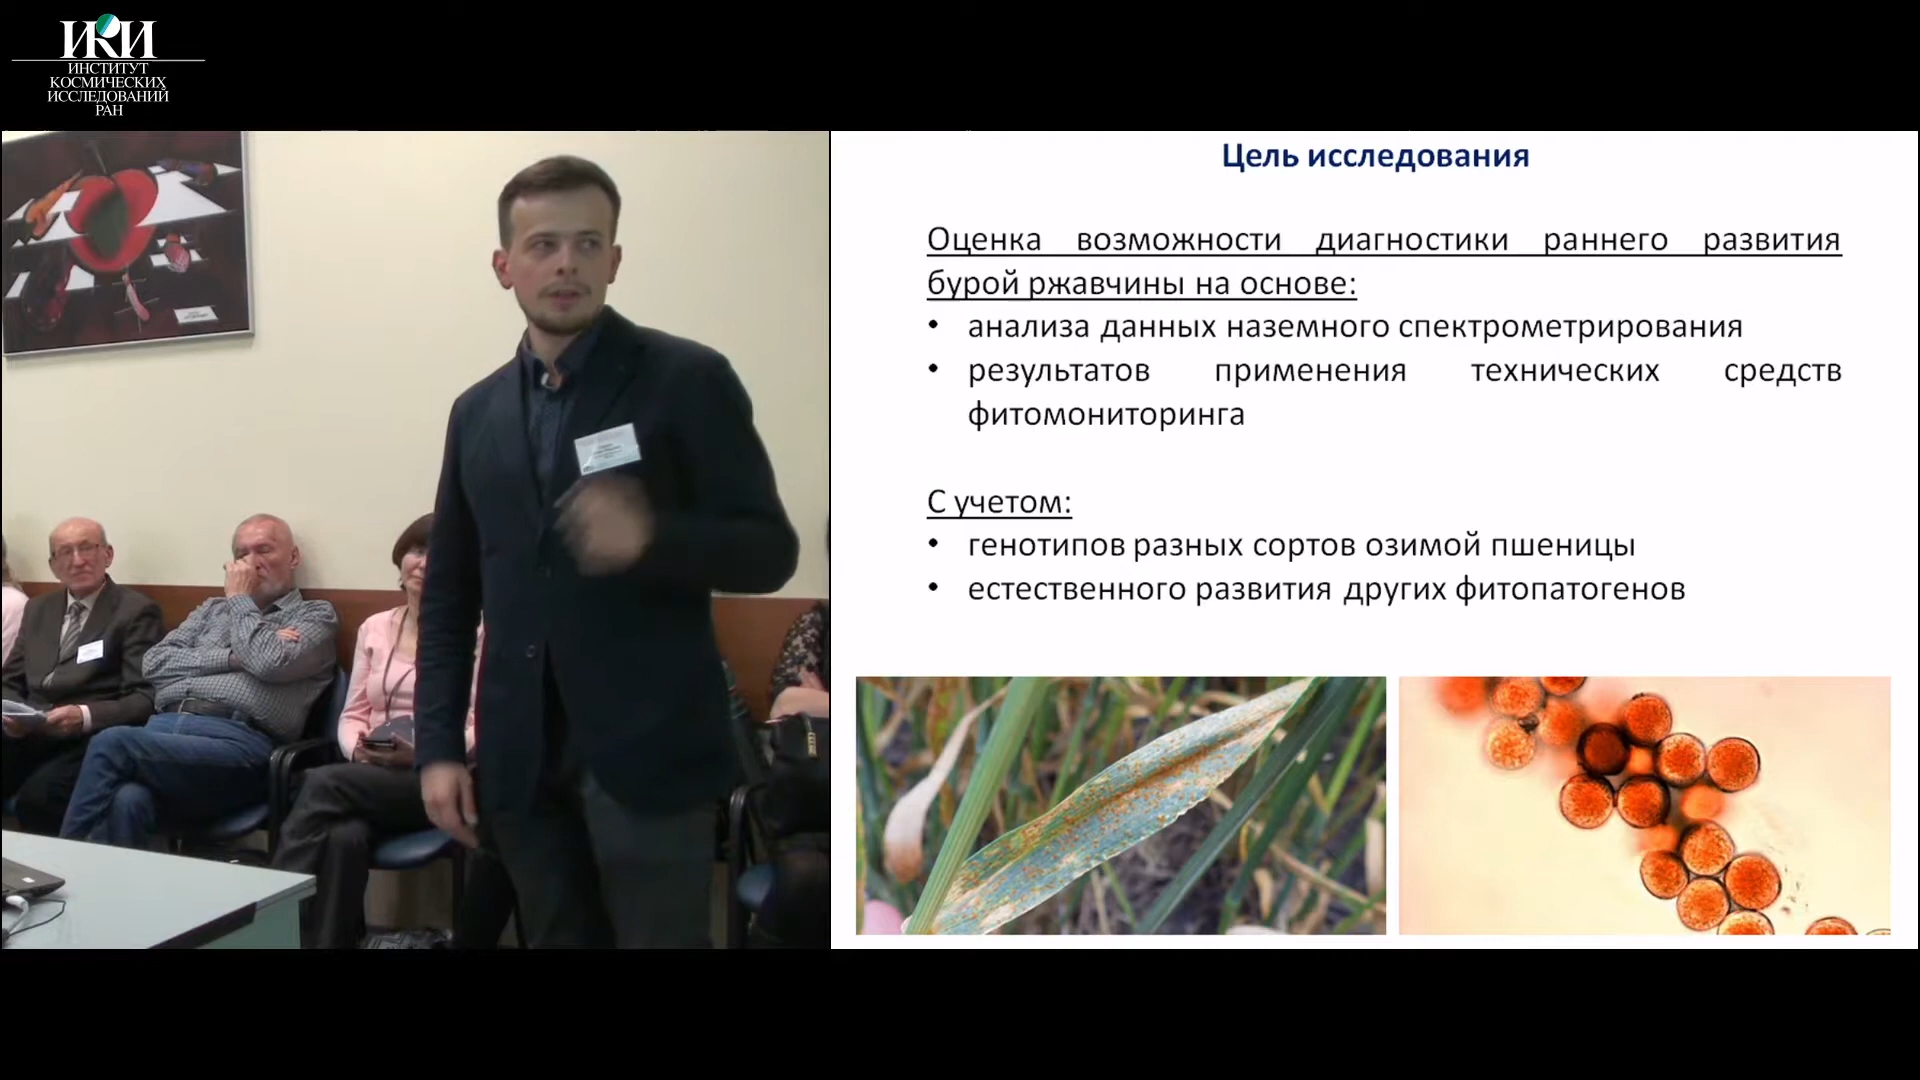 ИКИ
ИНСТИТУТ
КОСМИЧЕСКИХ
ИССЛЕДОВАНИЙ
РАН
Цель исследования
Оценка возможности диагностики раннего развития
бурой ржавчины на основе:
• анализа данных наземного спектрометрирования
• результатов применения технических средств
фитомониторинга
С учетом:
• генотипов разных сортов озимой пшеницы
• естественного развития других фитопатогенов